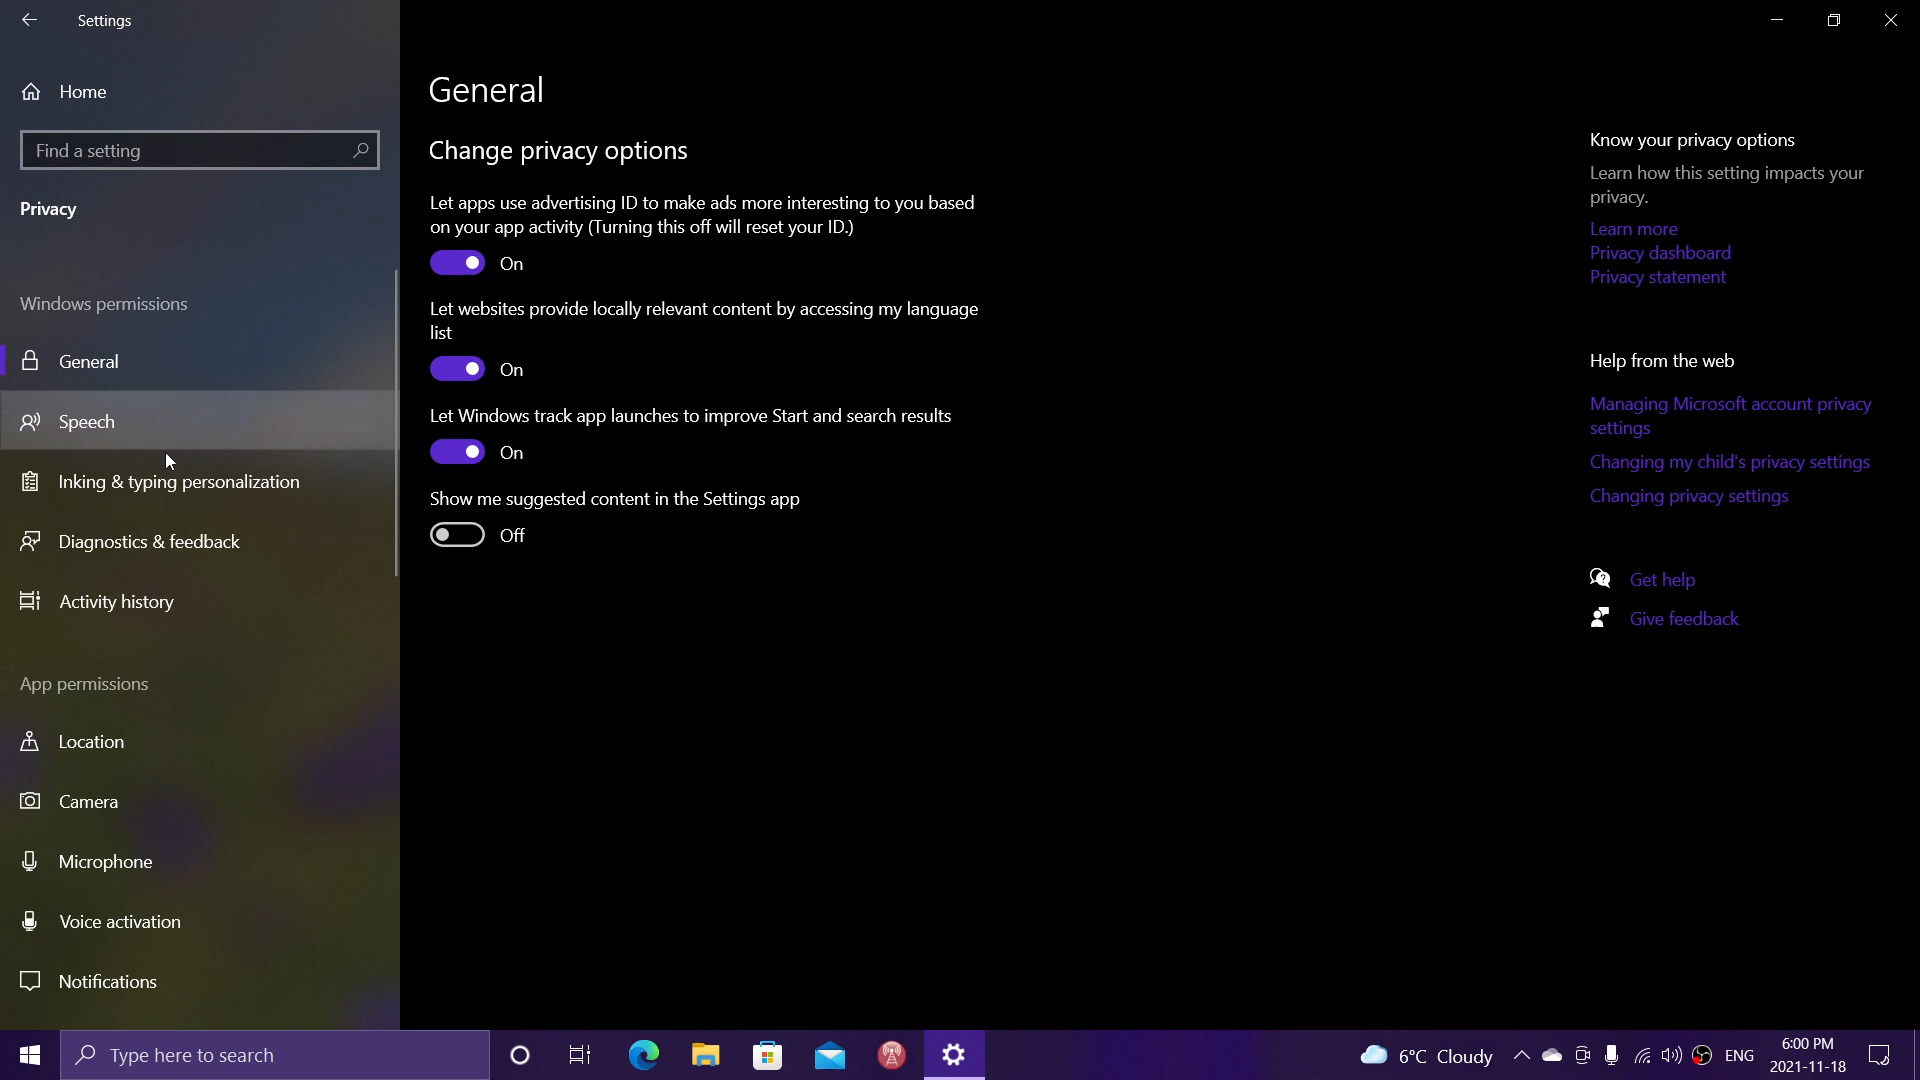 Settings
Home
Find a setting
Privacy
Windows permissions
General
Speech
Inking & typing personalization
Diagnostics & feedback
Activity history
App permissions
Location
Camera
Microphone
Voice activation
Notifications
General
Change privacy options
Let apps use advertising ID to make ads more interesting to you based
on your app activity (Turning this off will reset your ID.)
On
Let websites provide locally relevant content by accessing my language
list
On
Let Windows track app launches to improve Start and search results
On
Show me suggested content in the Settings app
Off
Know your privacy options
Learn how this setting impacts your
privacy.
Learn more
Privacy dashboard
Privacy statement
Help from the web
Managing Microsoft account privacy
settings
Changing my child's privacy settings
Changing privacy settings
Get help
Give feedback
Type here to search
6°C Cloudy
ENG
6:00 PM
2021-11-18